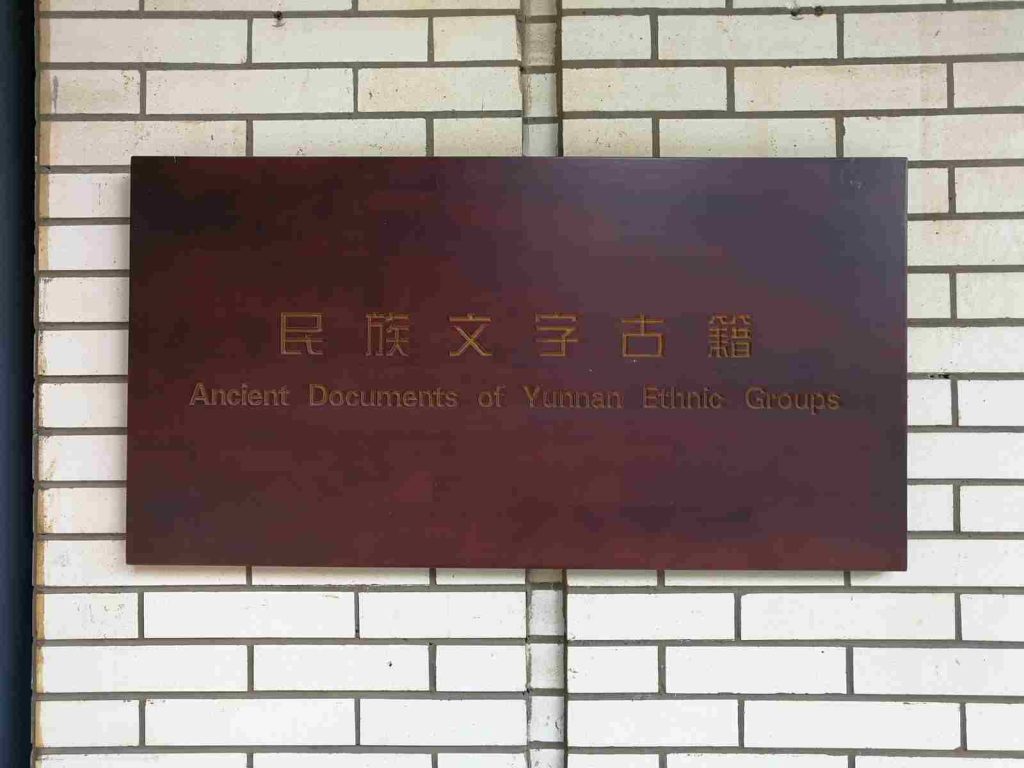 民族文字古籍
Ancient Documents of Yunnan Ethnic Groups